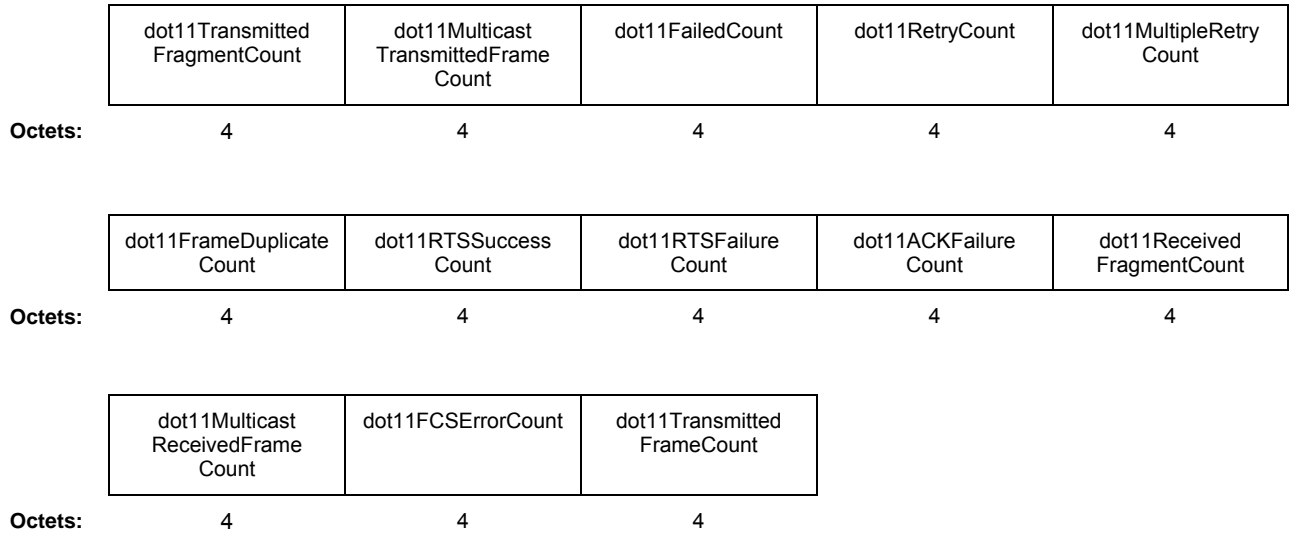 dot11Transmitted dot11Multicast dot11FailedCount dot11RetryCount dot11MultipleRetry
FragmentCount TransmittedFrame Count
Count
Octets: 4 4 4 4 4
dot11FrameDuplicate dot11RTSSuccess dot11RTSFailure dot11ACKFailure dot11Received
Count Count Count Count FragmentCount
Octets: 4 4 4 4 4
dot11Multicast dot11FCSErrorCount dot11Transmitted
ReceivedFrame FrameCount
Count
Octets: 4 4 4